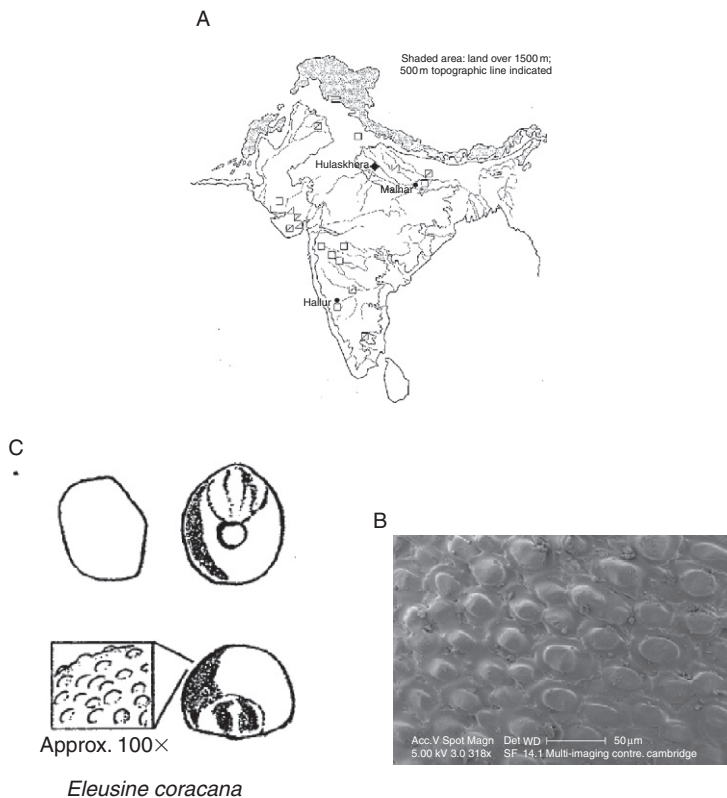 A
Shaded area: land over 1500 m;
500 m topographic line indicated
Hulaskhera
Malhar
Hallur
C
B
Approx. 100×
Eleusine coracana
Acc.V Spot Magn Det WD 50 μm
5.00 kV 3.0 318x SF 14.1 Multi-imaging contre. cambridge